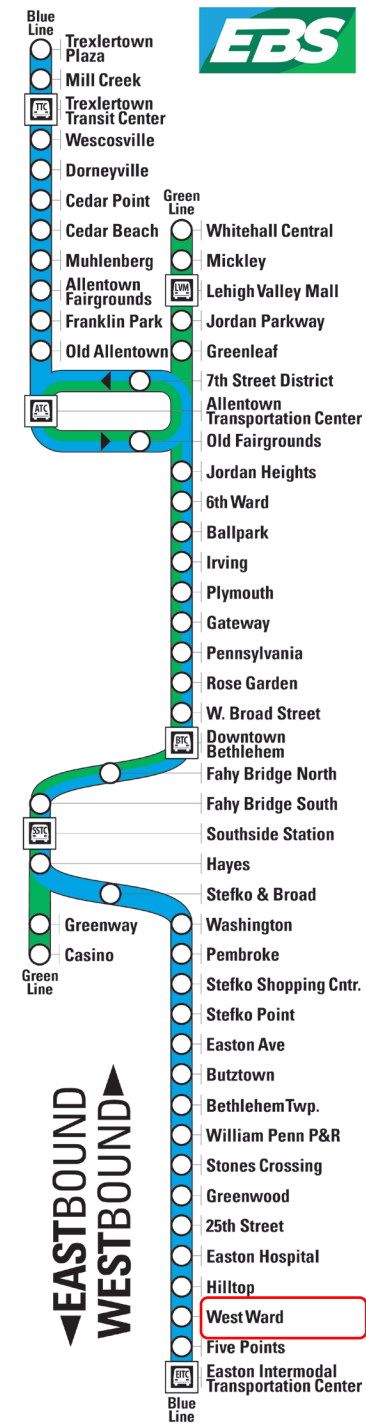 Blue
Line
EBS
Trexlertown
Plaza
Mill Creek
TTC
Trexlertown
Transit Center
Wescosville
Dorneyville
Cedar Point
Green
Line
Cedar Beach
Whitehall Central
Muhlenberg
Mickley
Allentown
Fairgrounds
LVM
Lehigh Valley Mall
Franklin Park
Jordan Parkway
Old Allentown
Greenleaf
7th Street District
ATC
Allentown
Transportation Center
Old Fairgrounds
Jordan Heights
6th Ward
Ballpark
Irving
Plymouth
Gateway
Pennsylvania
Rose Garden
W. Broad Street
BTC
Downtown
Bethlehem
Fahy Bridge North
Fahy Bridge South
SSTC
Southside Station
Hayes
Stefko & Broad
Greenway
Washington
Casino
Pembroke
Green
Line
Stefko Shopping Cntr.
Stefko Point
Easton Ave
Butztown
Bethlehem Twp.
William Penn P&R
Stones Crossing
Greenwood
25th Street
Easton Hospital
Hilltop
West Ward
Five Points
EITC
Easton Intermodal
Transportation Center
Blue
Line
EASTBOUND
WESTBOUND